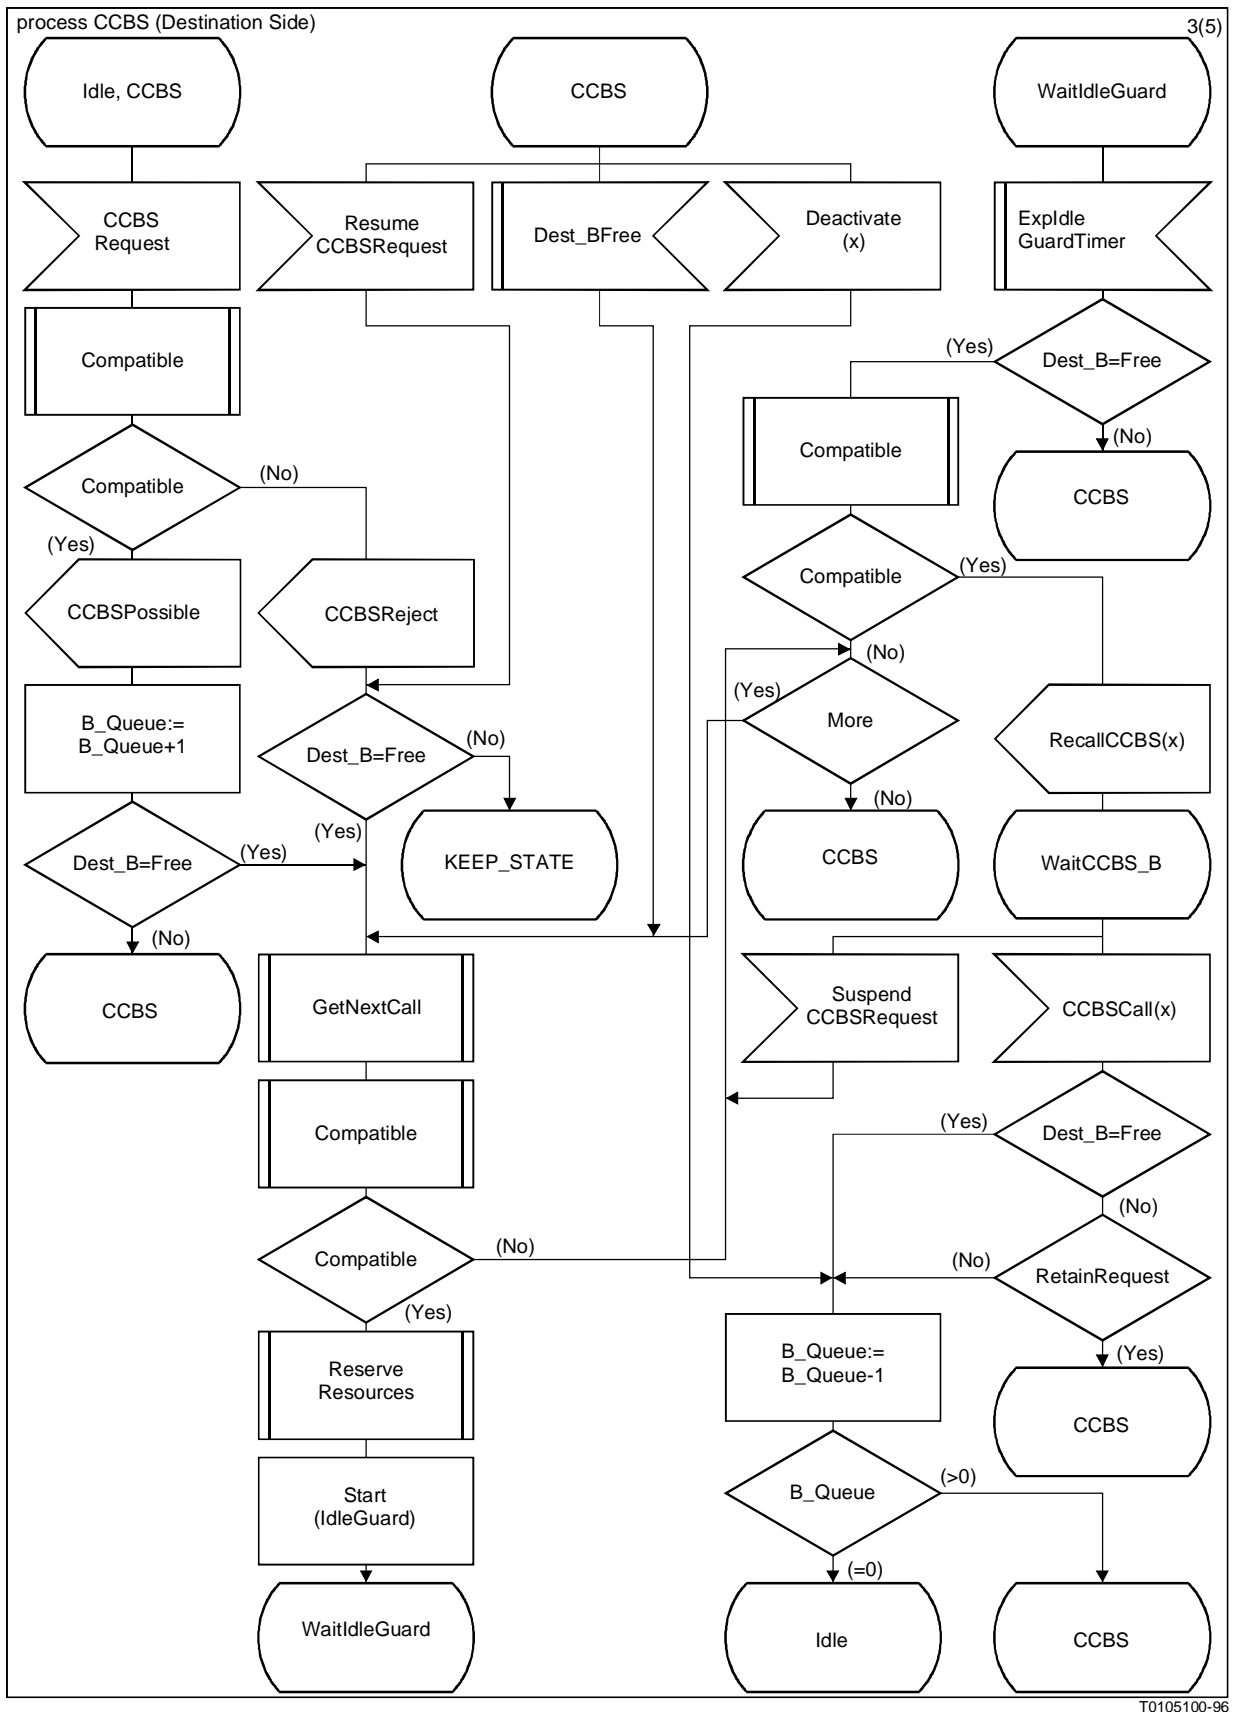 process CCBS (Destination Side)
3(5)
Idle, CCBS
CCBS
WaitIdleGuard
CCBS
Request
Resume
CCBSRequest
Dest_BFree
Deactivate
(x)
ExpIdle
GuardTimer
Compatible
(Yes)
Dest_B=Free
(No)
Compatible
CCBS
Compatible
(No)
(Yes)
Compatible
(Yes)
CCBSPossible
CCBSReject
(No)
(Yes)
More
(No)
RecallCCBS(x)
B_Queue:=
B_Queue+1
Dest_B=Free
(No)
(Yes)
KEEP_STATE
CCBS
WaitCCBS_B
Dest_B=Free
(Yes)
(No)
CCBS
GetNextCall
Suspend
CCBSRequest
CCBSCall(x)
Compatible
(Yes)
Dest_B=Free
(No)
Compatible
(No)
(Yes)
(No)
RetainRequest
(Yes)
Reserve
Resources
B_Queue:=
B_Queue-1
CCBS
Start
(IdleGuard)
B_Queue
(>0)
(=0)
WaitIdleGuard
Idle
CCBS
T0105100-96